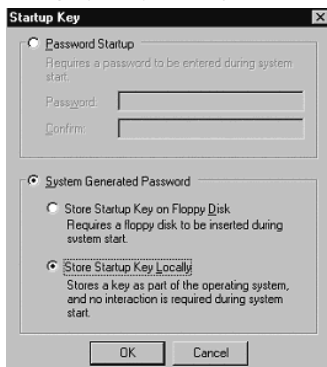 Startup Key
Password Startup
Requires a password to be entered during system
start.
Password:
Confirm:
System Generated Password
Store Startup Key on Floppy Disk
Requires a floppy disk to be inserted during
system start.
Store Startup Key Locally
Stores a key as part of the operating system,
and no interaction is required during system
start.
OK
Cancel